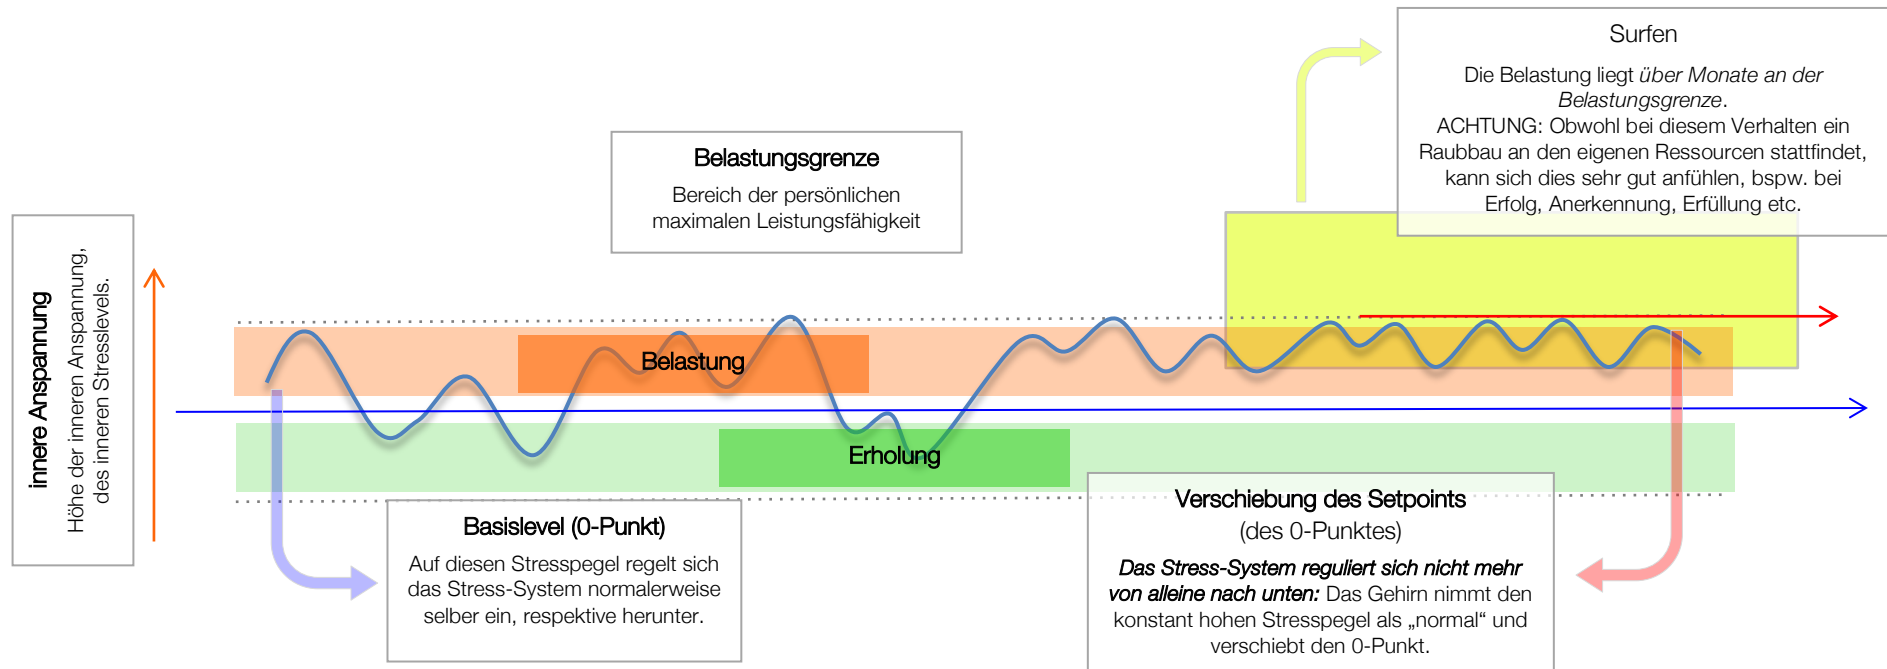 innere Anspannung
Höhe der inneren Anspannung,
des inneren Stresslevels.
Belastungsgrenze
Bereich der persönlichen
maximalen Leistungsfähigkeit
Surfen
Die Belastung liegt über Monate an der
Belastungsgrenze.
ACHTUNG: Obwohl bei diesem Verhalten ein
Raubbau an den eigenen Ressourcen stattfindet,
kann sich dies sehr gut anfühlen, bspw. bei
Erfolg, Anerkennung, Erfüllung etc.
Belastung
Erholung
Basislevel (0-Punkt)
Auf diesen Stresspegel regelt sich
das Stress-System normalerweise
selber ein, respektive herunter.
Verschiebung des Setpoints
(des 0-Punktes)
Das Stress-System reguliert sich nicht mehr
von alleine nach unten: Das Gehirn nimmt den
konstant hohen Stresspegel als „normal“ und
verschiebt den 0-Punkt.